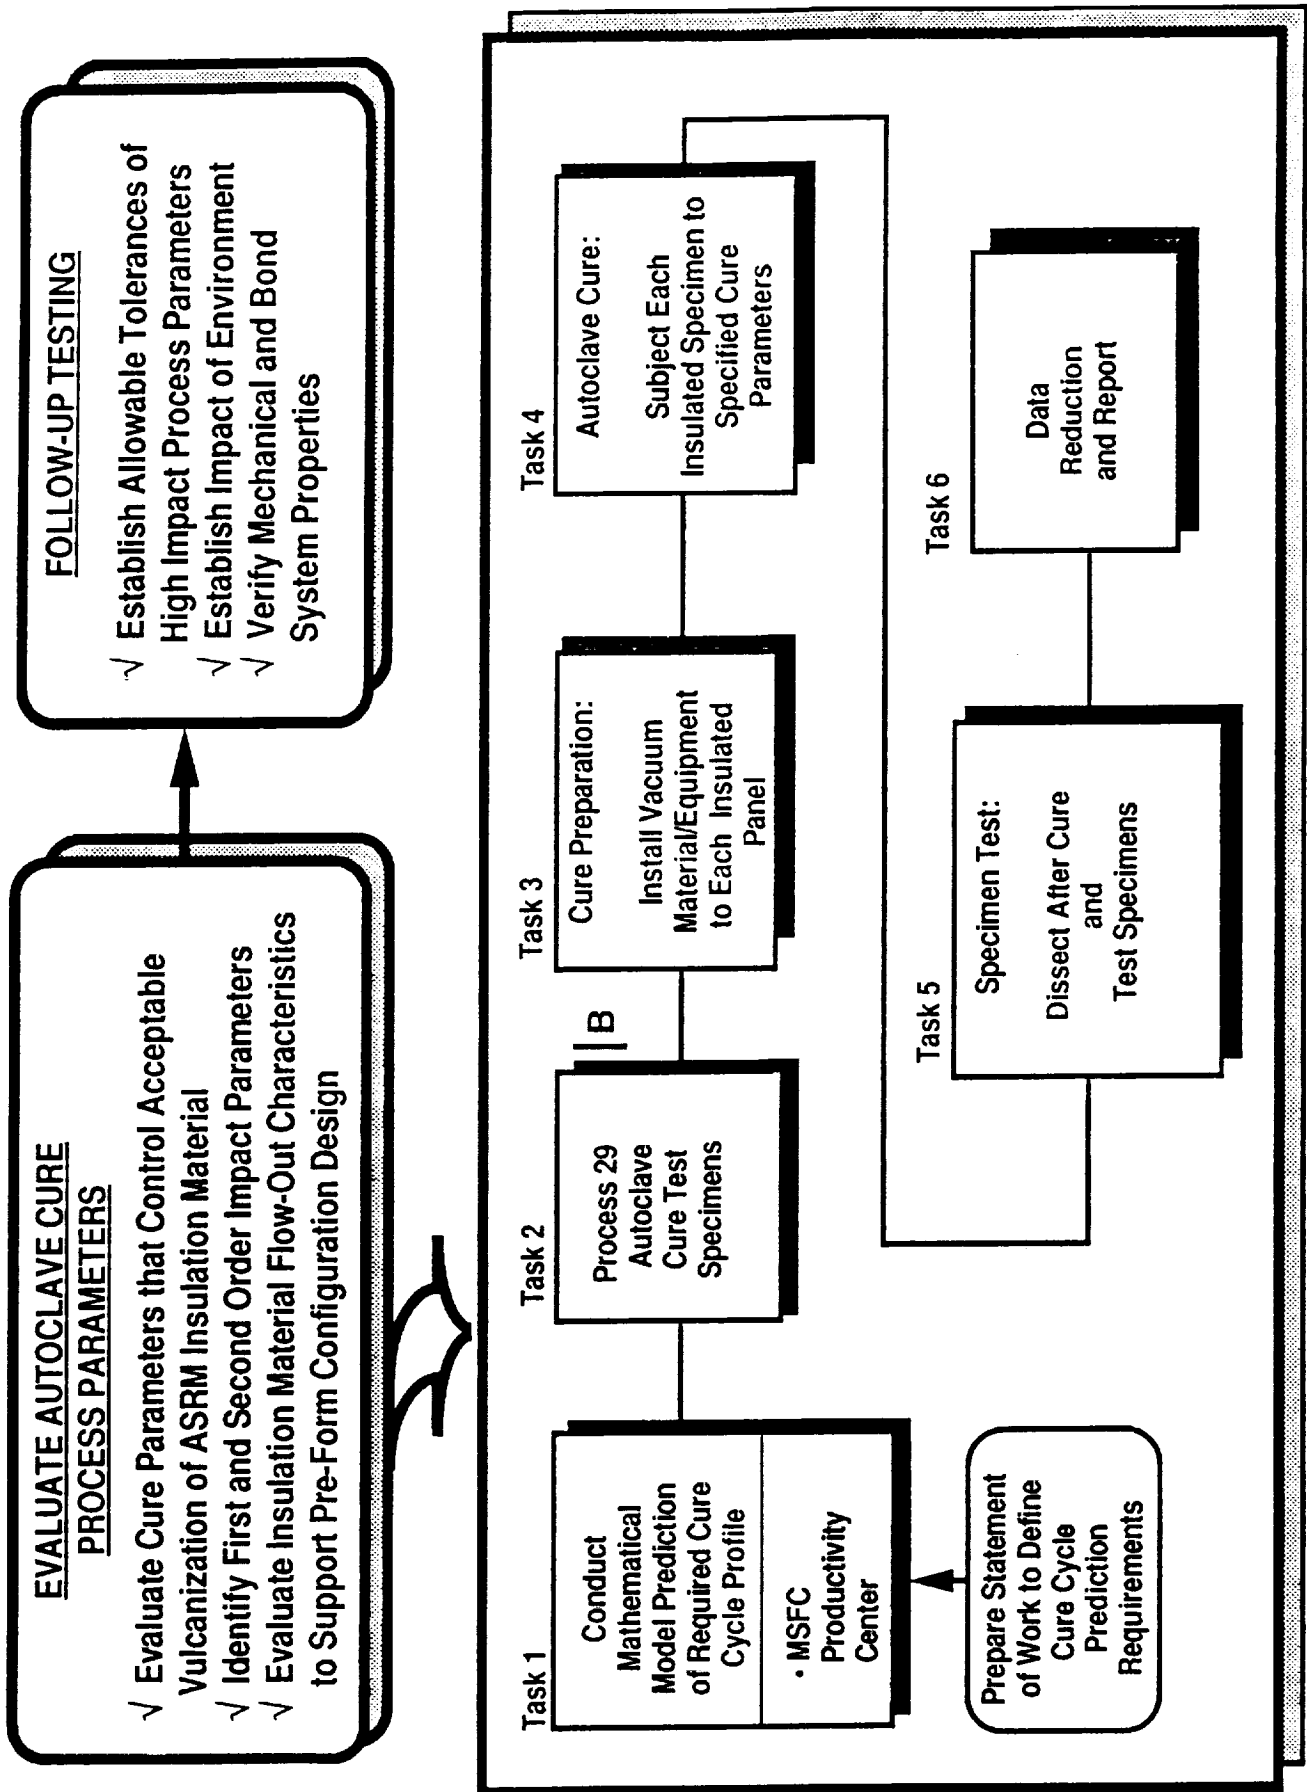 EVALUATE AUTOCLAVE CURE
PROCESS PARAMETERS
√ Evaluate Cure Parameters that Control Acceptable
Vulcanization of ASRM Insulation Material
√ Identify First and Second Order Impact Parameters
√ Evaluate Insulation Material Flow-Out Characteristics
to Support Pre-Form Configuration Design
FOLLOW-UP TESTING
√ Establish Allowable Tolerances of
High Impact Process Parameters
√ Establish Impact of Environment
√ Verify Mechanical and Bond
System Properties
Task 1
Conduct
Mathematical
Model Prediction
of Required Cure
Cycle Profile
• MSFC
Productivity
Center
Prepare Statement
of Work to Define
Cure Cycle
Prediction
Requirements
Task 2
Process 29
Autoclave
Cure Test
Specimens
B
Task 3
Cure Preparation:
Install Vacuum
Material/Equipment
to Each Insulated
Panel
Task 4
Autoclave Cure:
Subject Each
Insulated Specimen to
Specified Cure
Parameters
Task 5
Specimen Test:
Dissect After Cure
and
Test Specimens
Task 6
Data
Reduction
and Report